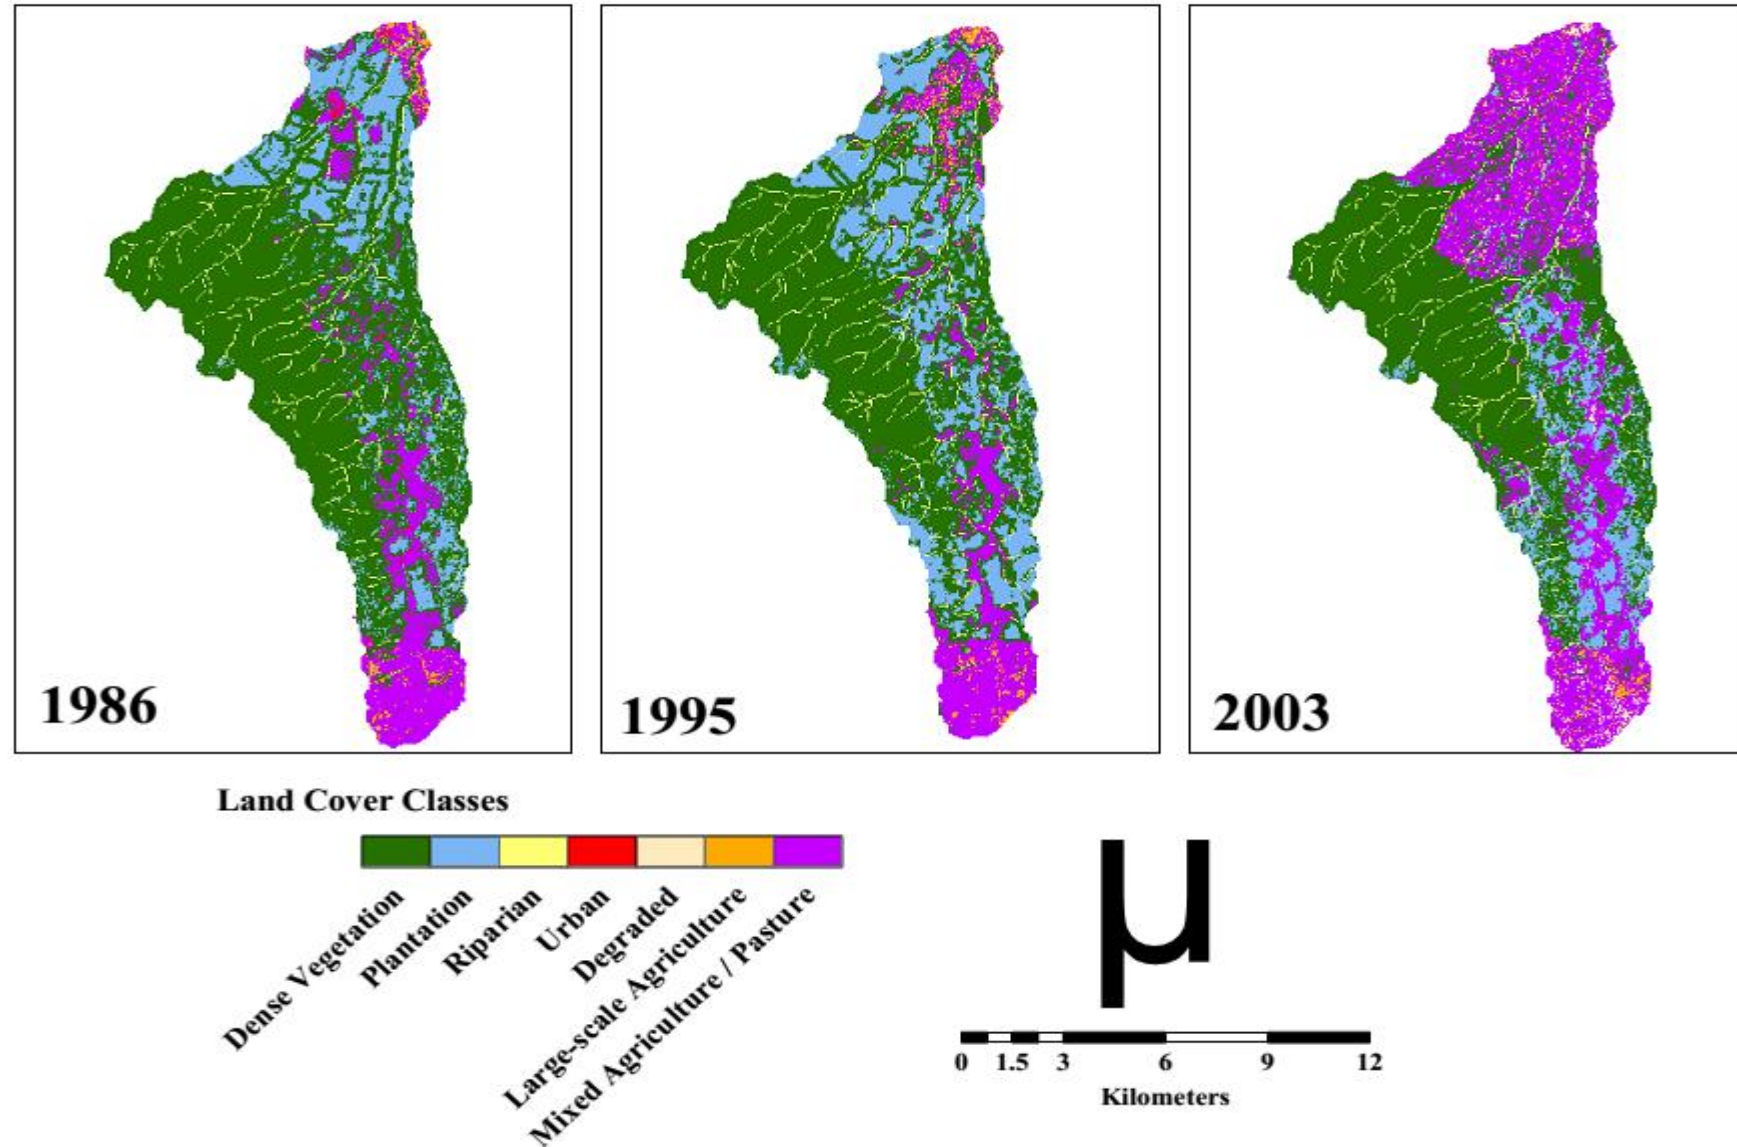 1986
1995
2003
Land Cover Classes
Dense Vegetation
Plantation
Riparian
Urban
Degraded
Large-scale Agriculture
Mixed Agriculture / Pasture
µ
0 1.5 3 6 9 12
Kilometers